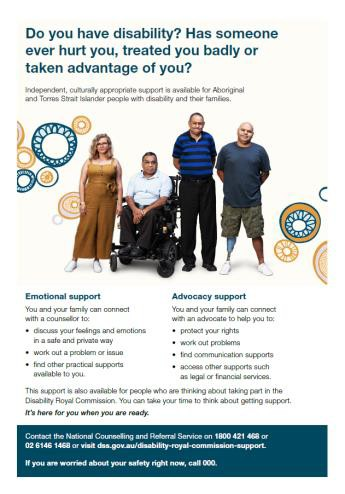 Do you have disability? Has someone
ever hurt you, treated you badly or
taken advantage of you?
Independent, culturally appropriate support is available for Aboriginal
and Torres Strait Islander people with disability and their families.
Emotional support
You and your family can connect
with a counsellor to:
• discuss your feelings and emotions
in a safe and private way
• work out a problem or issue
• find other practical supports
available to you.
Advocacy support
You and your family can connect
with an advocate to help you to:
• protect your rights
• work out problems
• find communication supports
• access other supports such
as legal or financial services.
This support is also available for people who are thinking about taking part in the
Disability Royal Commission. You can take your time to think about getting support.
It's here for you when you are ready.
Contact the National Counselling and Referral Service on 1800 421 468 or
02 6146 1468 or visit dss.gov.au/disability-royal-commission-support.
If you are worried about your safety right now, call 000.